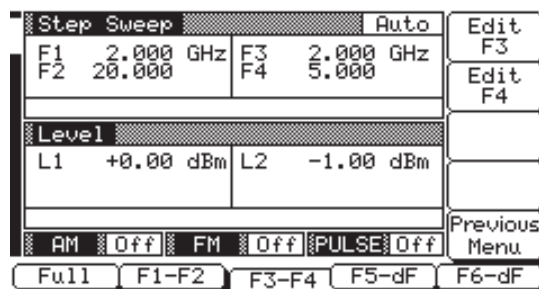 Step Sweep Auto
F1 2.000 GHz F3 2.000 GHz
F2 20.000 F4 5.000
Level
L1 +0.00 dBm L2 -1.00 dBm
AM Off FM Off PULSE Off
Edit
F3
Edit
F4
Previous
Menu
Full F1-F2 F3-F4 F5-dF F6-dF